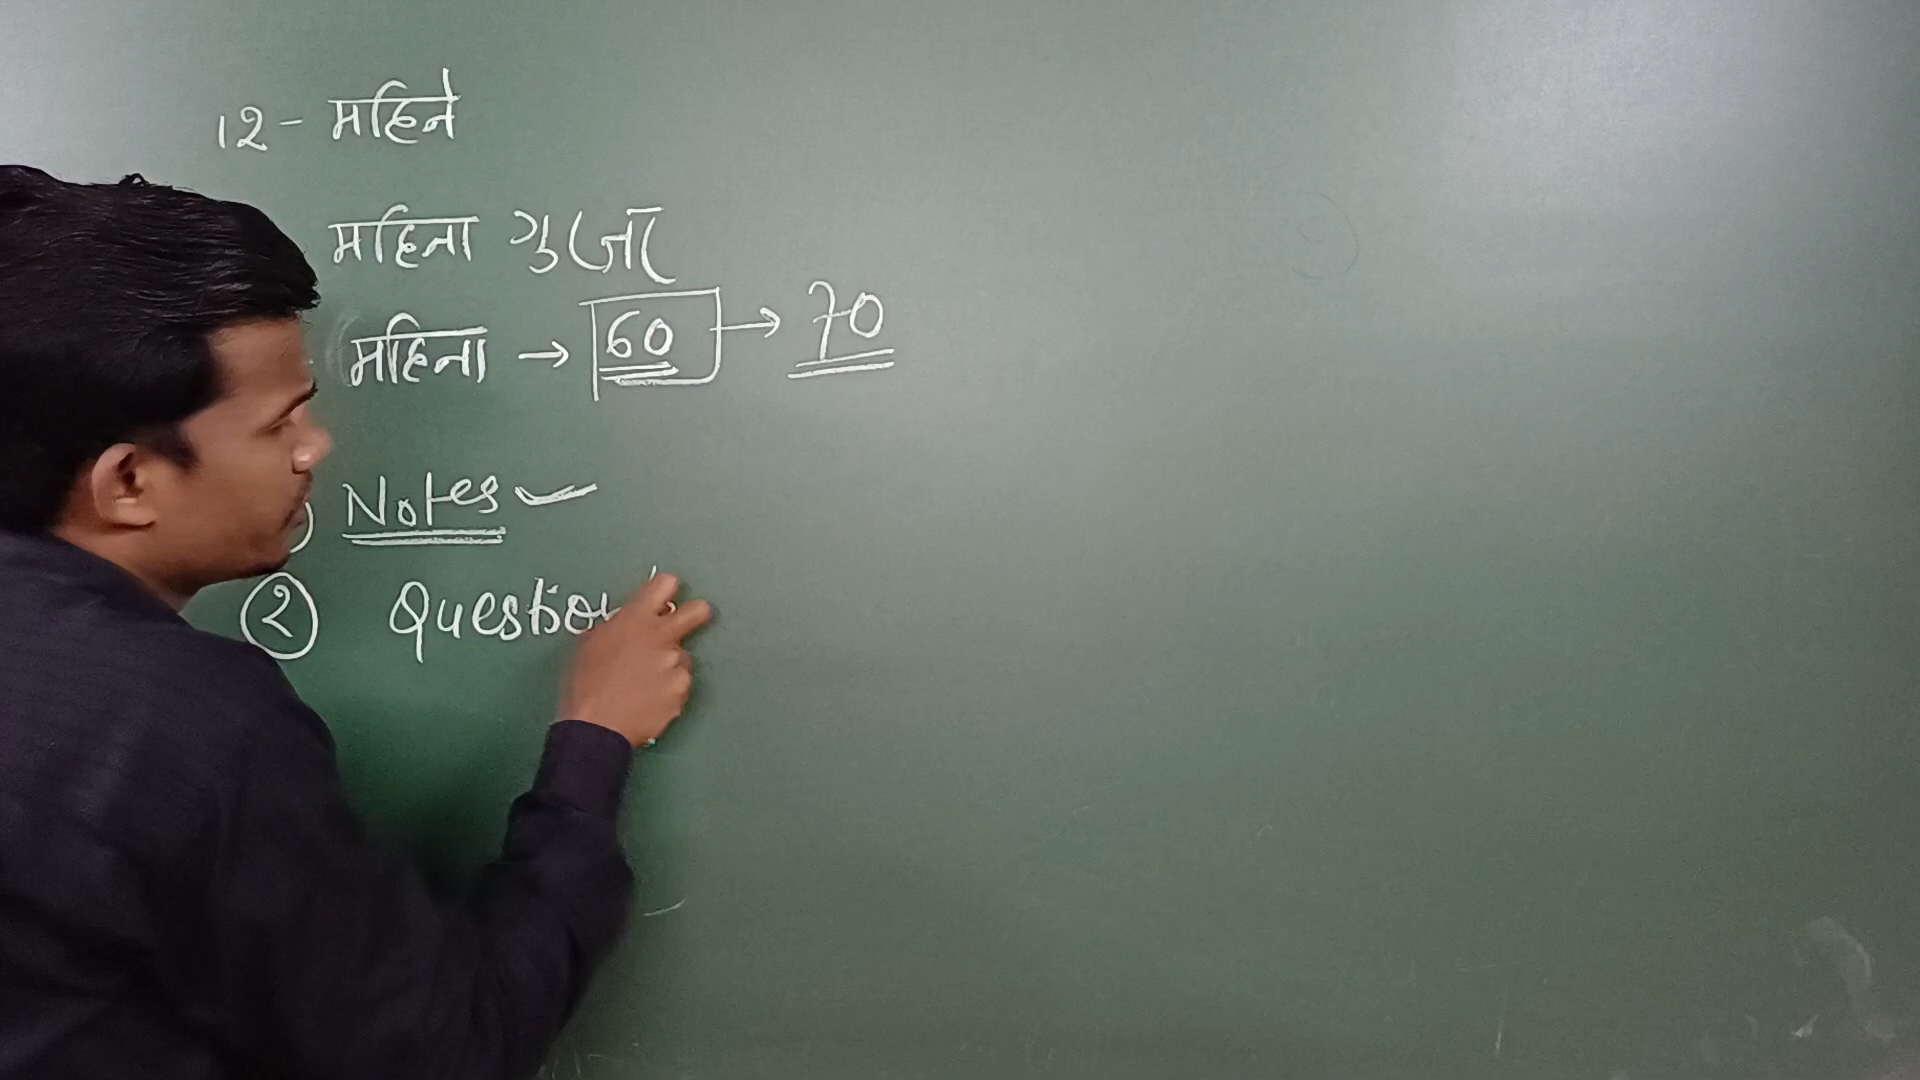 12 - महिने
महिना
महिना → 60 → 70
Notes ✓
2 Question